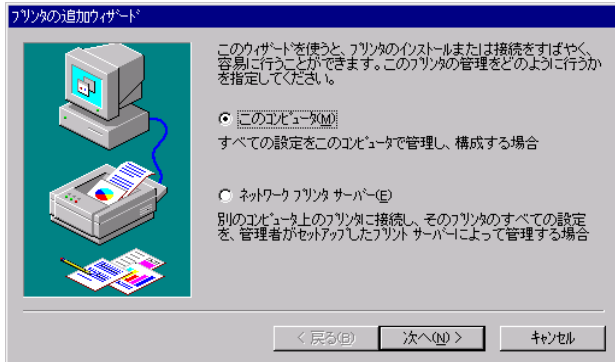 プリンタの追加ウィザード
このウィザードを使うと、プリンタのインストールまたは接続をすばやく、
容易に行うことができます。このプリンタの管理をどのように行うか
を指定してください。
このコンピュータ(M)
すべての設定をこのコンピュータで管理し、構成する場合
ネットワーク プリンタ サーバー(E)
別のコンピュータ上のプリンタに接続し、そのプリンタのすべての設定
を、管理者がセットアップしたプリント サーバーによって管理する場合
< 戻る(B)
次へ(N) >
キャンセル